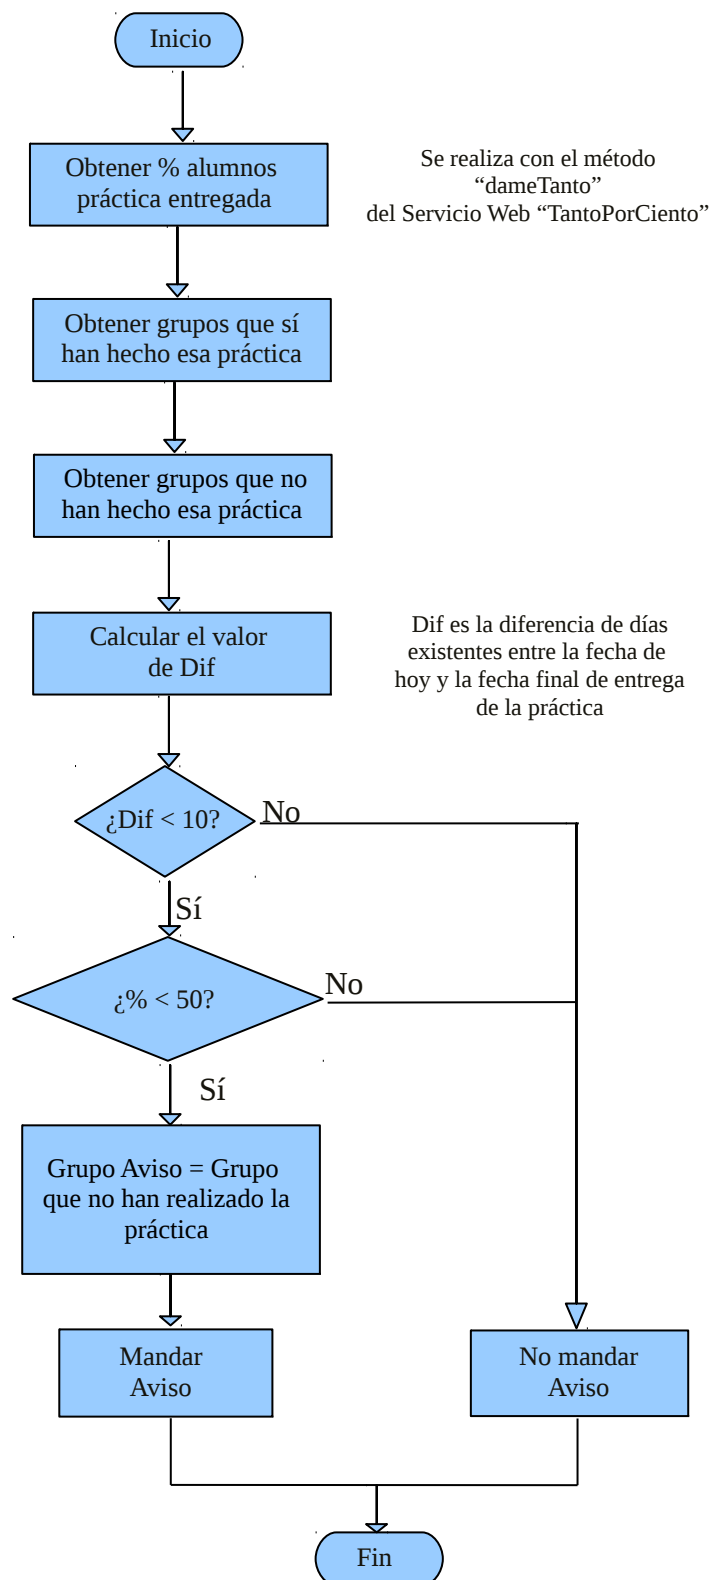 Inicio
Obtener % alumnos
práctica entregada
Se realiza con el método
“dameTanto”
del Servicio Web “TantoPorCiento”
Obtener grupos que sí
han hecho esa práctica
Obtener grupos que no
han hecho esa práctica
Calcular el valor
de Dif
Dif es la diferencia de días
existentes entre la fecha de
hoy y la fecha final de entrega
de la práctica
¿Dif < 10?
No
Sí
¿% < 50?
No
Sí
Grupo Aviso = Grupo
que no han realizado la
práctica
Mandar
Aviso
No mandar
Aviso
Fin